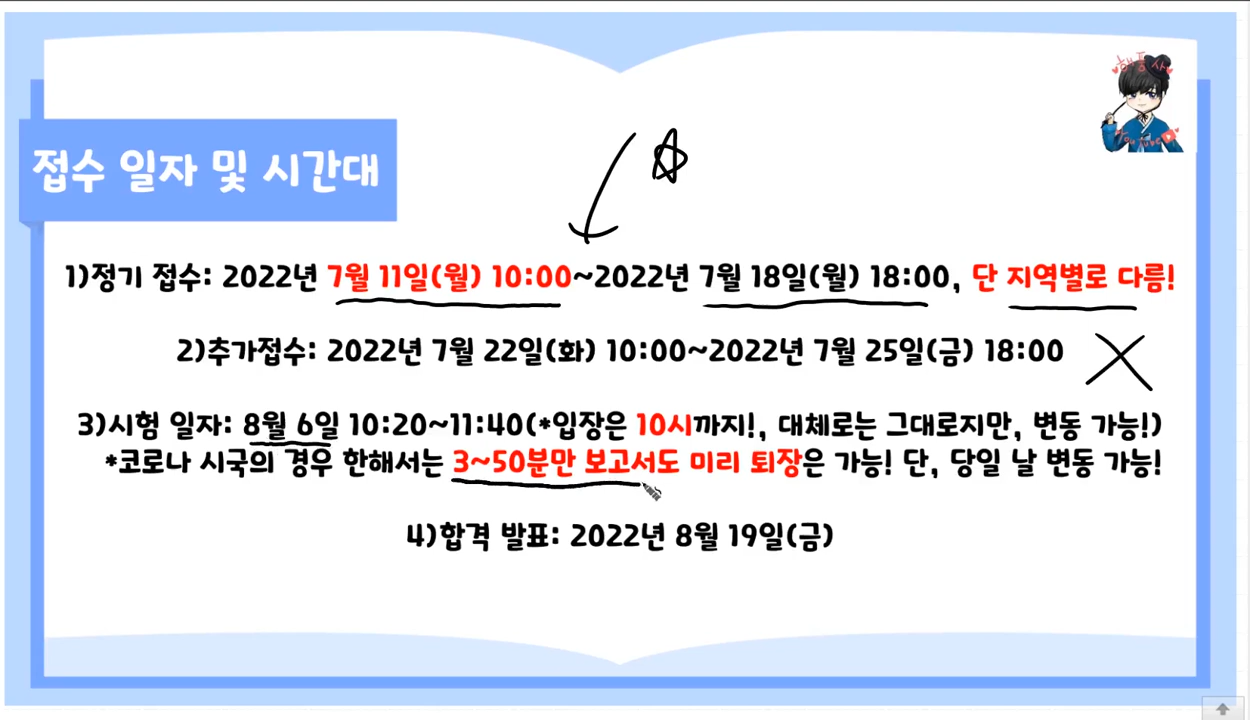 해품사
YouTube
접수 일자 및 시간대
1)정기 접수: 2022년 7월 11일(월) 10:00~2022년 7월 18일(월) 18:00, 단 지역별로 다름!
2)추가접수: 2022년 7월 22일(화) 10:00~2022년 7월 25일(금) 18:00
3)시험 일자: 8월 6일 10:20~11:40(*입장은 10시까지!, 대체로는 그대로지만, 변동 가능!)
*코로나 시국의 경우 한해서는 3~50분만 보고서도 미리 퇴장은 가능! 단, 당일 날 변동 가능!
4)합격 발표: 2022년 8월 19일(금)